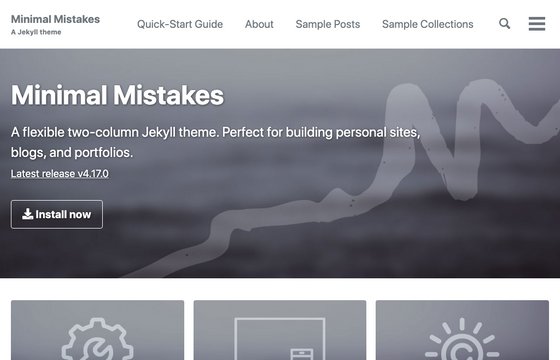 Minimal Mistakes
A Jekyll theme
Quick-Start Guide
About
Sample Posts
Sample Collections
Minimal Mistakes
A flexible two-column Jekyll theme. Perfect for building personal sites,
blogs, and portfolios.
Latest release v4.17.0
Install now